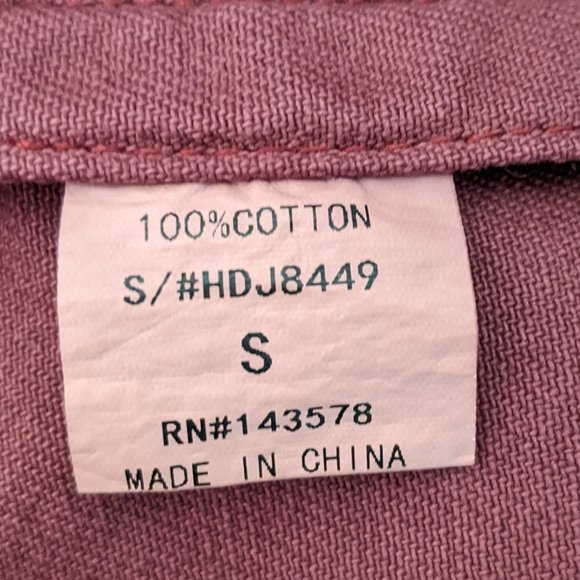 100%COTTON
S/#HDJ8449
S
RN#143578
MADE IN CHINA